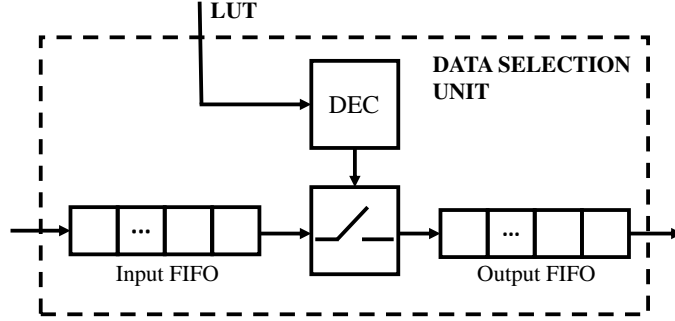 LUT
DATA SELECTION
UNIT
DEC
...
...
Input FIFO
Output FIFO